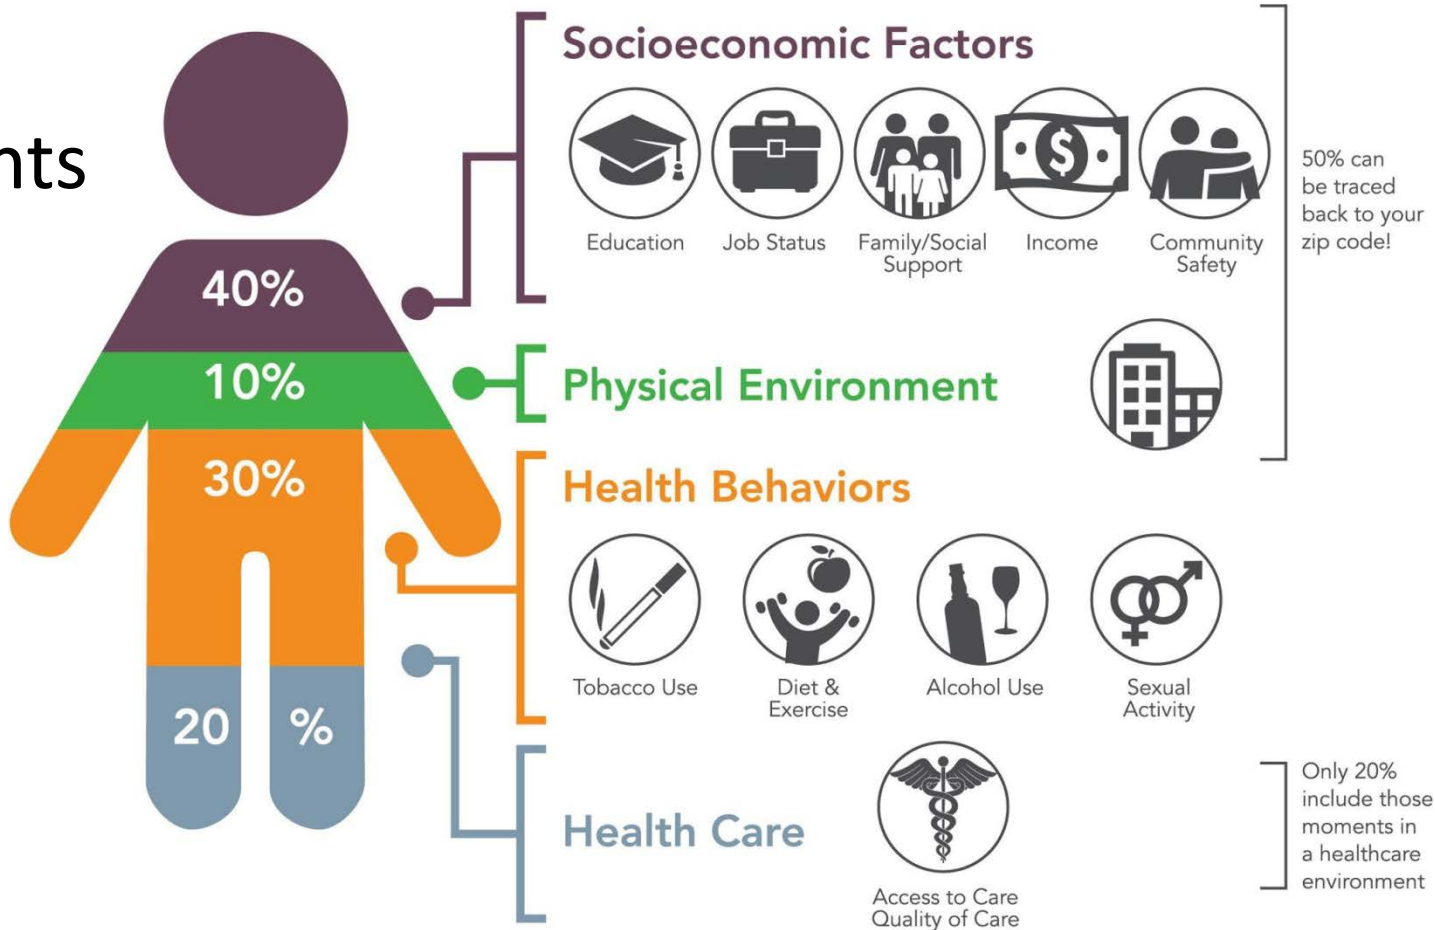 nts
40%
10%
30%
20 %
Socioeconomic Factors
Education
Job Status
Family/Social
Support
Income
Community
Safety
50% can
be traced
back to your
zip code!
Physical Environment
Health Behaviors
Tobacco Use
Diet &
Exercise
Alcohol Use
Sexual
Activity
Health Care
Access to Care
Quality of Care
Only 20%
include those
moments in
a healthcare
environment